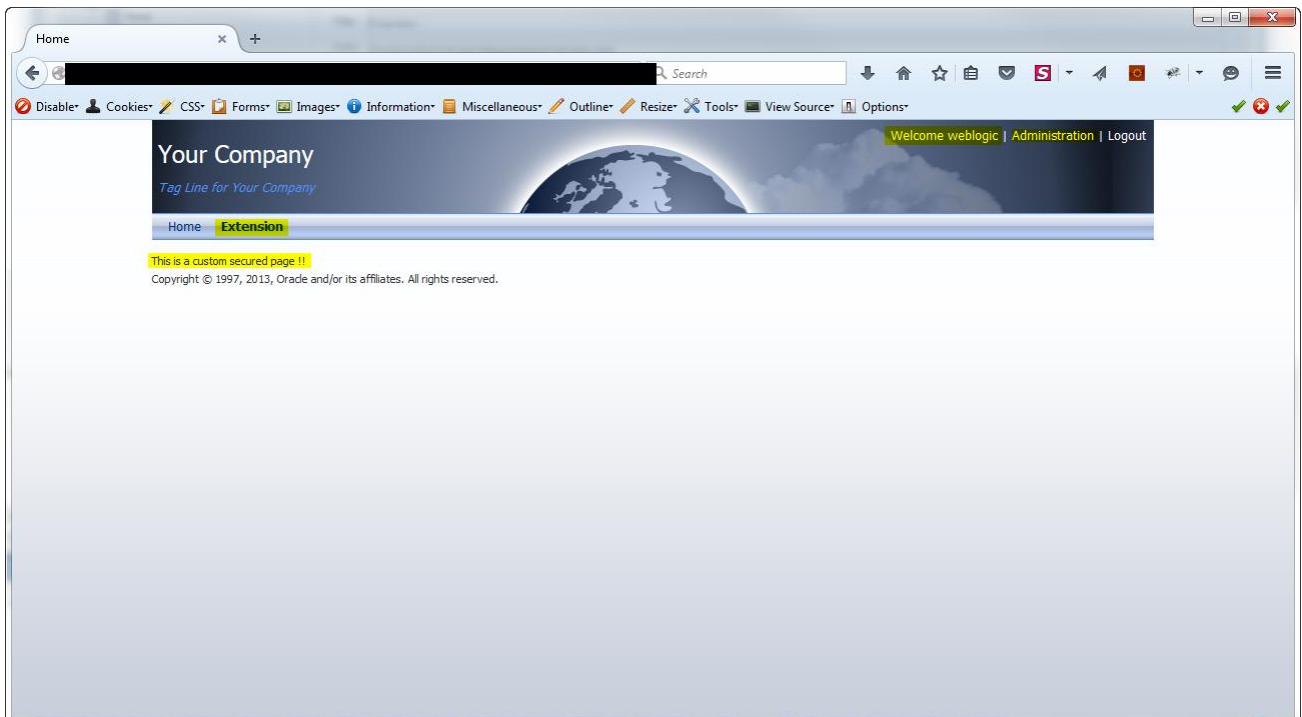 Home
Search
Disable Cookies CSS Forms Images Information Miscellaneous Outline Resize Tools View Source Options
Welcome weblogic | Administration | Logout
Your Company
Tag Line for Your Company
Home Extension
This is a custom secured page !!
Copyright © 1997, 2013, Oracle and/or its affiliates. All rights reserved.